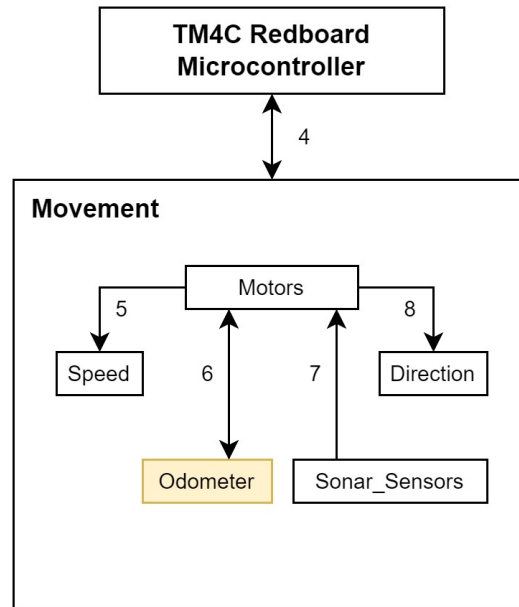 TM4C Redboard
Microcontroller
4
Movement
Motors
5
8
Speed
6
7
Direction
Odometer
Sonar_Sensors